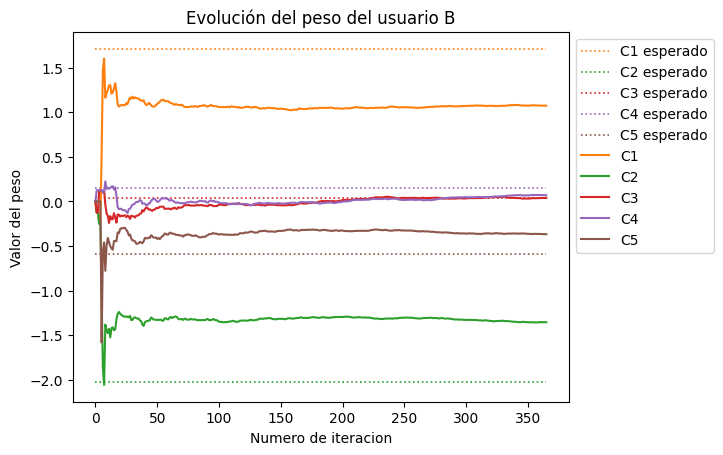 Evolución del peso del usuario B
Valor del peso
1.5
1.0
0.5
0.0
−0.5
−1.0
−1.5
−2.0
0 50 100 150 200 250 300 350
Numero de iteracion
C1 esperado
C2 esperado
C3 esperado
C4 esperado
C5 esperado
C1
C2
C3
C4
C5